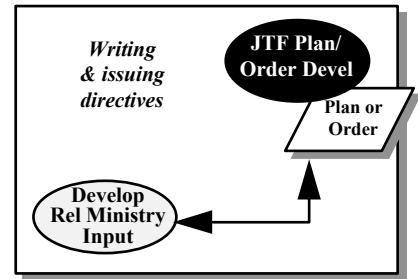 Writing
& issuing
directives
JTF Plan/
Order Devel
Plan or
Order
Develop
Rel Ministry
Input